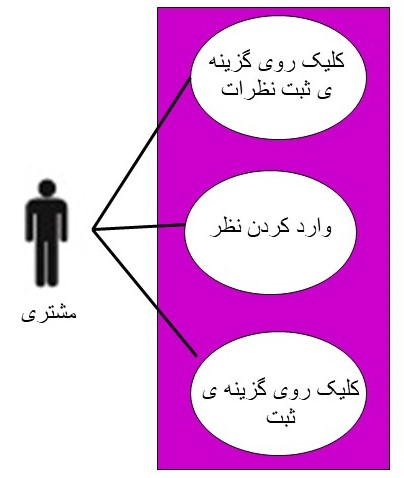 کلیک روی گزینه
ی ثبت نظرات
وارد کردن نظر
کلیک روی گزینه ی
ثبت
مشتری